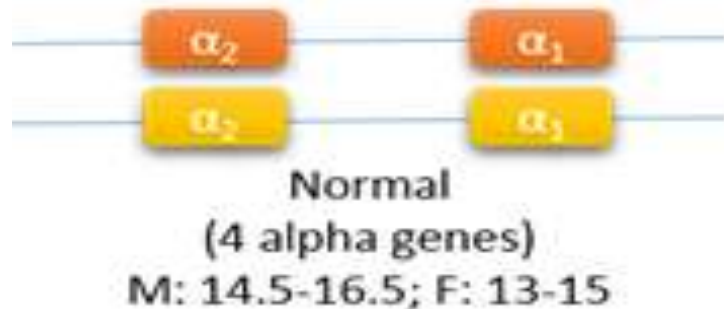 α₂ α₁
α₂ α₁
Normal
(4 alpha genes)
M: 14.5-16.5; F: 13-15